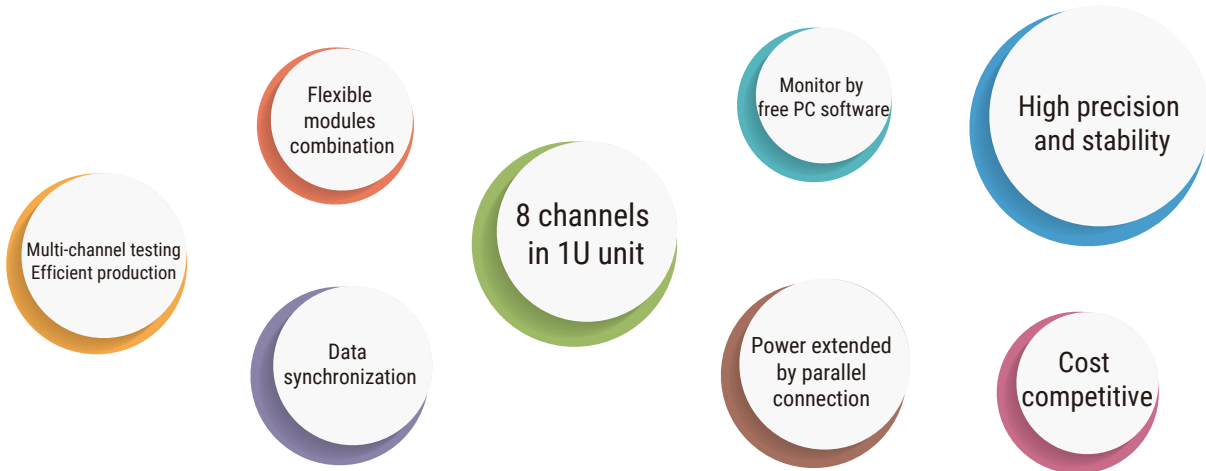 Multi-channel testing
Efficient production
Flexible
modules
combination
Data
synchronization
8 channels
in 1U unit
Monitor by
free PC software
Power extended
by parallel
connection
High precision
and stability
Cost
competitive